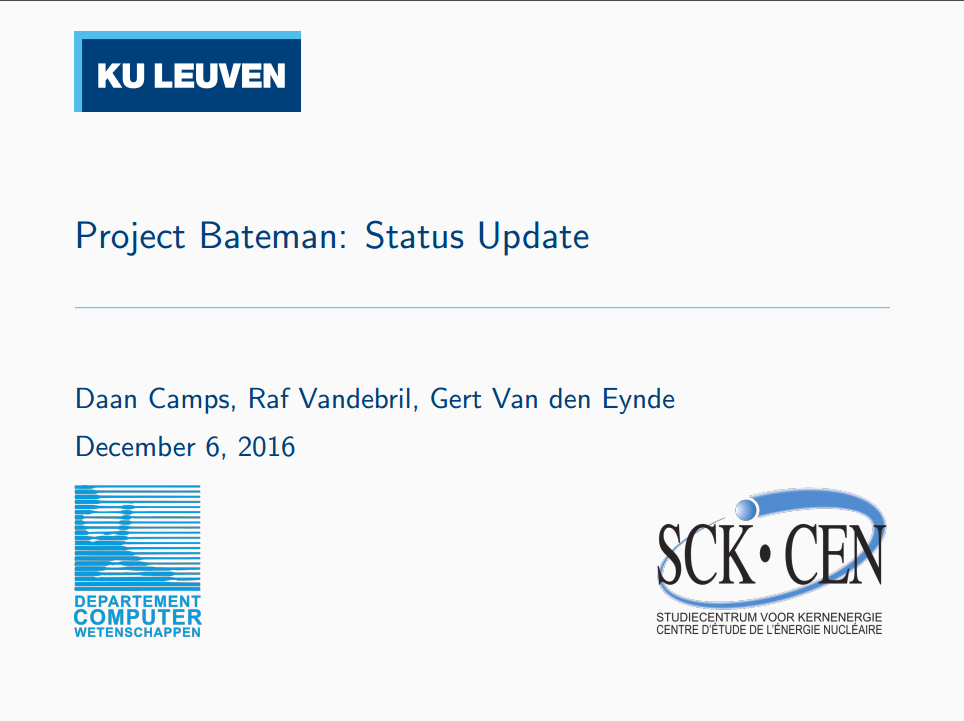 KU LEUVEN
Project Bateman: Status Update
Daan Camps, Raf Vandebril, Gert Van den Eynde
December 6, 2016
DEPARTEMENT
COMPUTER
WETENSCHAPPEN
SCK•CEN
STUDIECENTRUM VOOR KERNENERGIE
CENTRE D'ÉTUDE DE L'ÉNERGIE NUCLÉAIRE